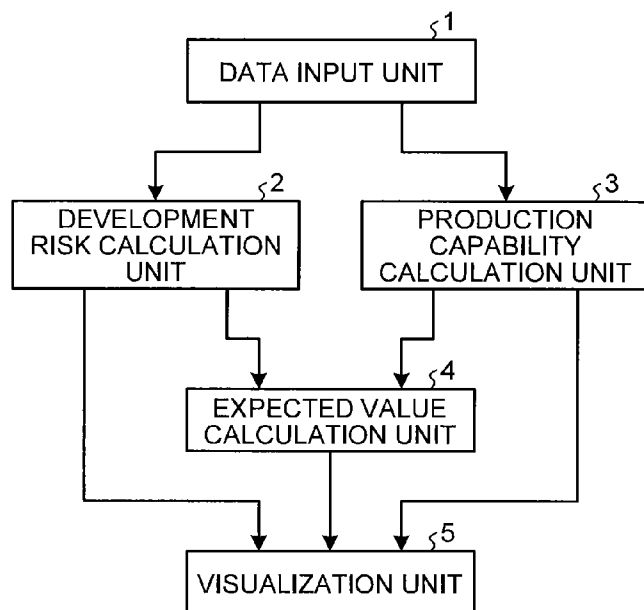 1
DATA INPUT UNIT
2
DEVELOPMENT
RISK CALCULATION
UNIT
3
PRODUCTION
CAPABILITY
CALCULATION UNIT
4
EXPECTED VALUE
CALCULATION UNIT
5
VISUALIZATION UNIT